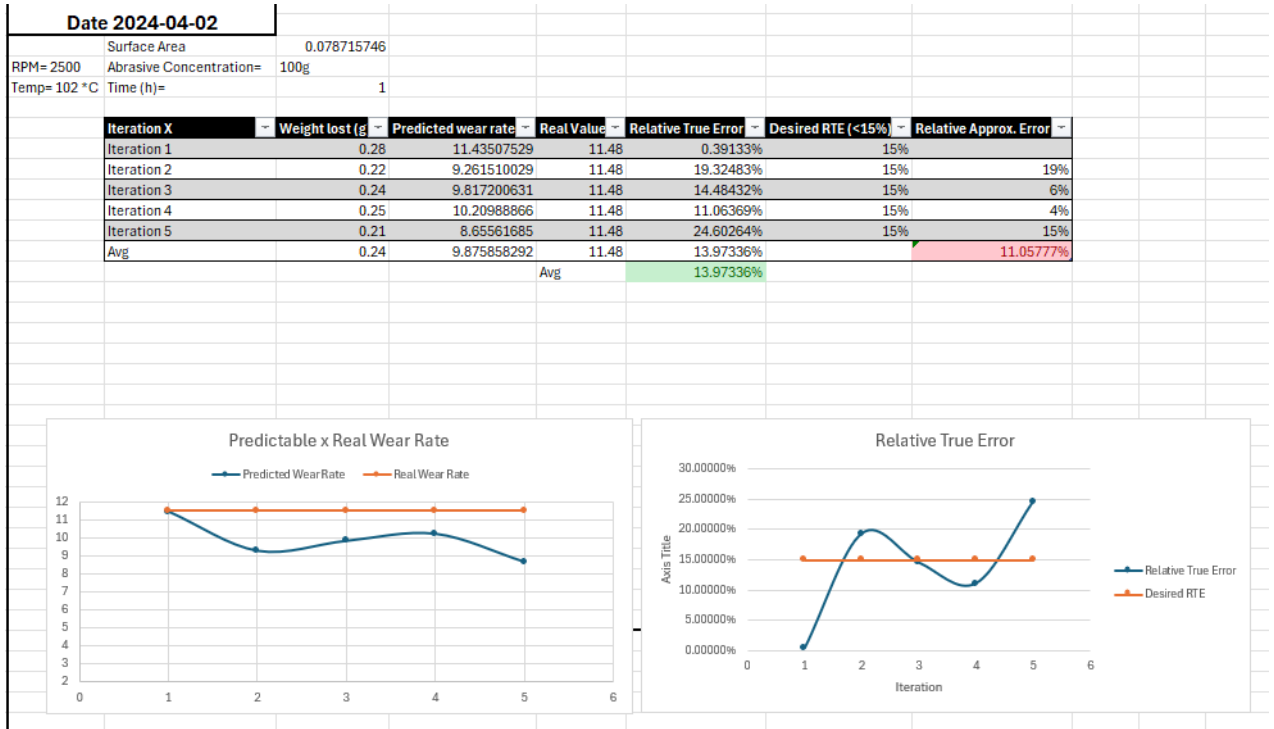 Date 2024-04-02
Surface Area 0.078715746
RPM= 2500 Abrasive Concentration= 100g
Temp= 102 *C Time (h)= 1
Iteration X Weight lost (g Predicted wear rate Real Value Relative True Error Desired RTE (<15%) Relative Approx. Error
Iteration 1 0.28 11.43507529 11.48 0.39133% 15%
Iteration 2 0.22 9.261510029 11.48 19.32483% 15% 19%
Iteration 3 0.24 9.817200631 11.48 14.48432% 15% 6%
Iteration 4 0.25 10.20988866 11.48 11.06369% 15% 4%
Iteration 5 0.21 8.65561685 11.48 24.60264% 15% 15%
Avg 0.24 9.875858292 11.48 13.97336% 11.05777%
Avg 13.97336%
Predictable x Real Wear Rate
Predicted Wear Rate Real Wear Rate
12
11
10
9
8
7
6
5
4
3
2
0 1 2 3 4 5 6
Relative True Error
30.00000%
25.00000%
20.00000%
15.00000%
10.00000%
5.00000%
0.00000%
Axis Title
0 1 2 3 4 5 6
Iteration
Relative True Error
Desired RTE